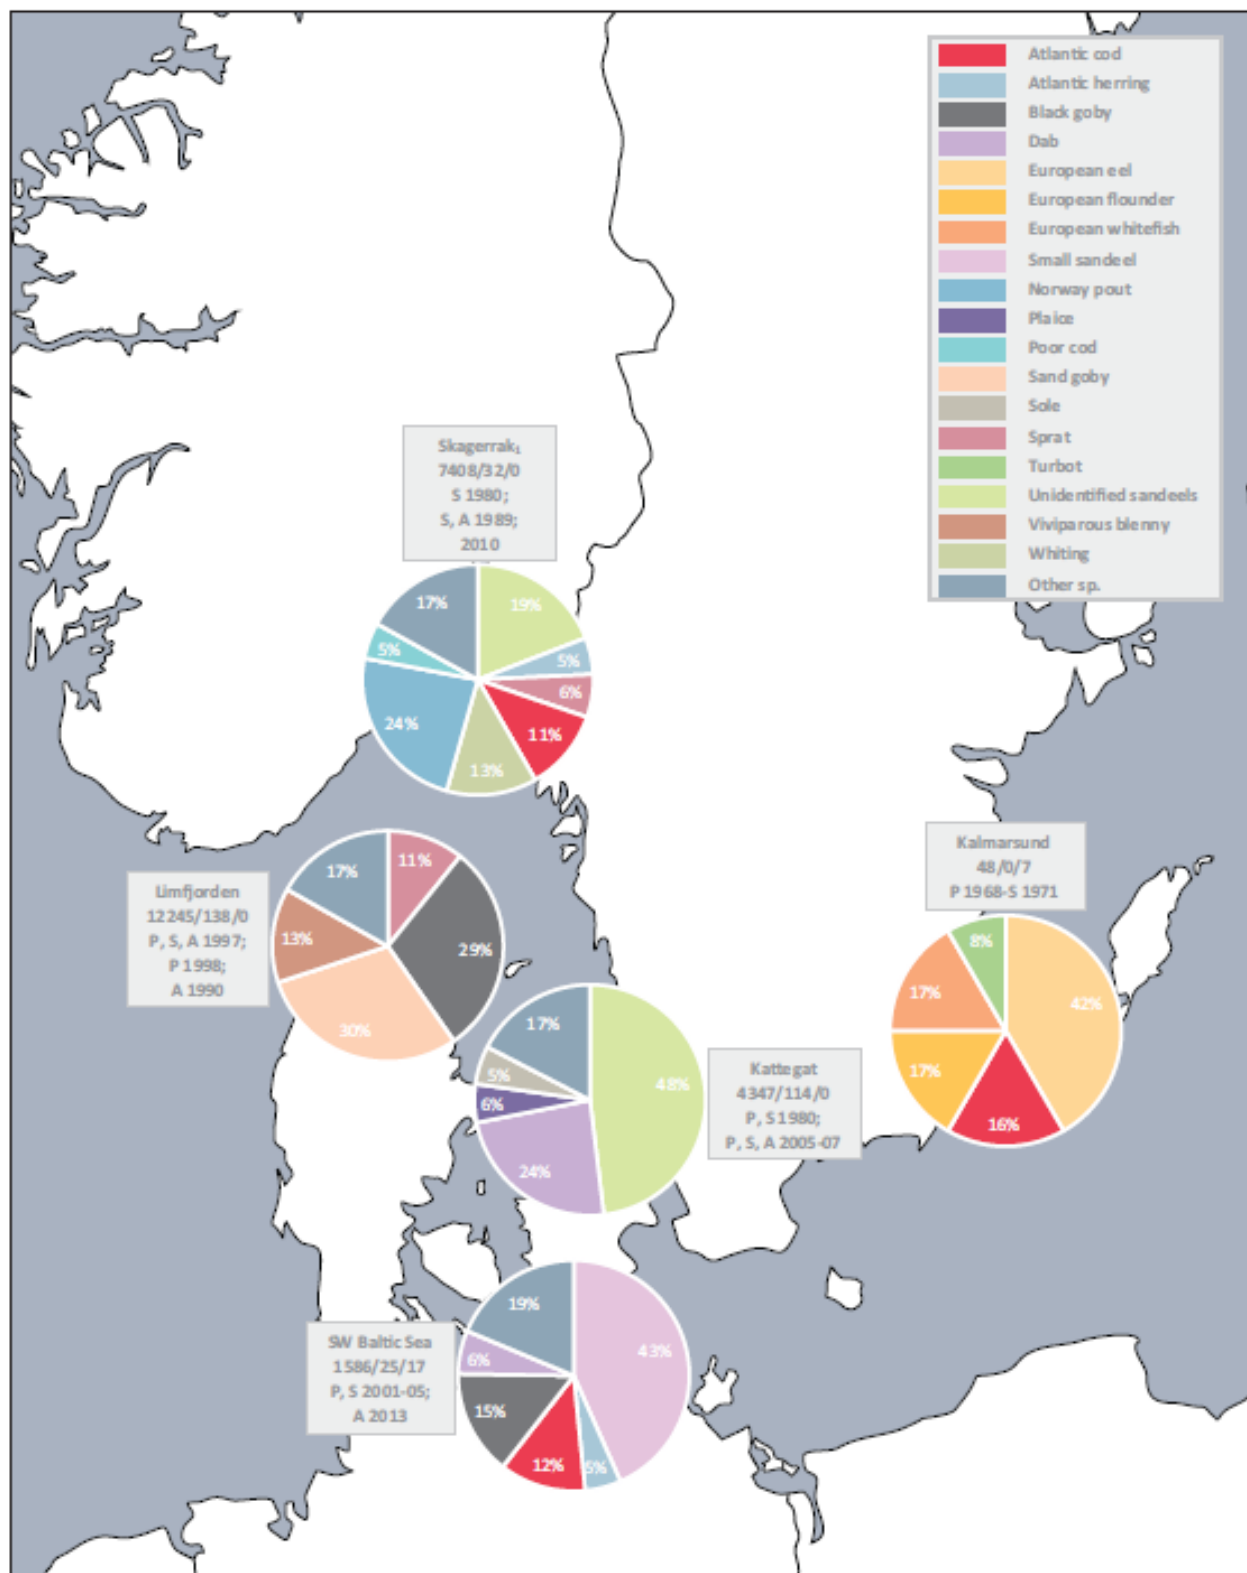 Atlantic cod
Atlantic herring
Black goby
Dab
European eel
European flounder
European whitefish
Small sandeel
Norway pout
Plaice
Poor cod
Sand goby
Sole
Sprat
Turbot
Unidentified sandeels
Viviparous blenny
Whiting
Other sp.
Skagerrak₁
7408/32/0
S 1980;
S, A 1989;
2010
17%
19%
5%
5%
6%
24%
11%
13%
Limfjorden
12245/138/0
P, S, A 1997;
P 1998;
A 1990
17%
11%
13%
29%
30%
Kalmarsund
48/0/7
P 1968-S 1971
8%
17%
42%
17%
16%
Kattegat
4347/114/0
P, S 1980;
P, S, A 2005-07
17%
5%
48%
6%
24%
SW Baltic Sea
1586/25/17
P, S 2001-05;
A 2013
19%
43%
6%
15%
12%
5%